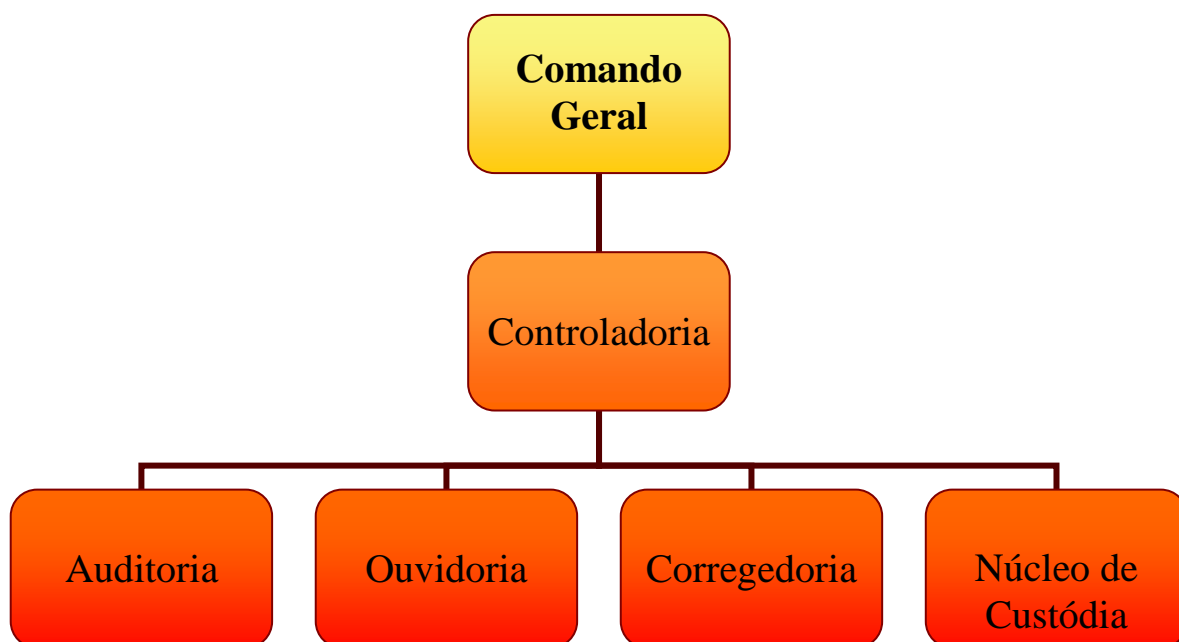 Comando
Geral
Controladoria
Auditoria
Ouvidoria
Corregedoria
Núcleo de
Custódia